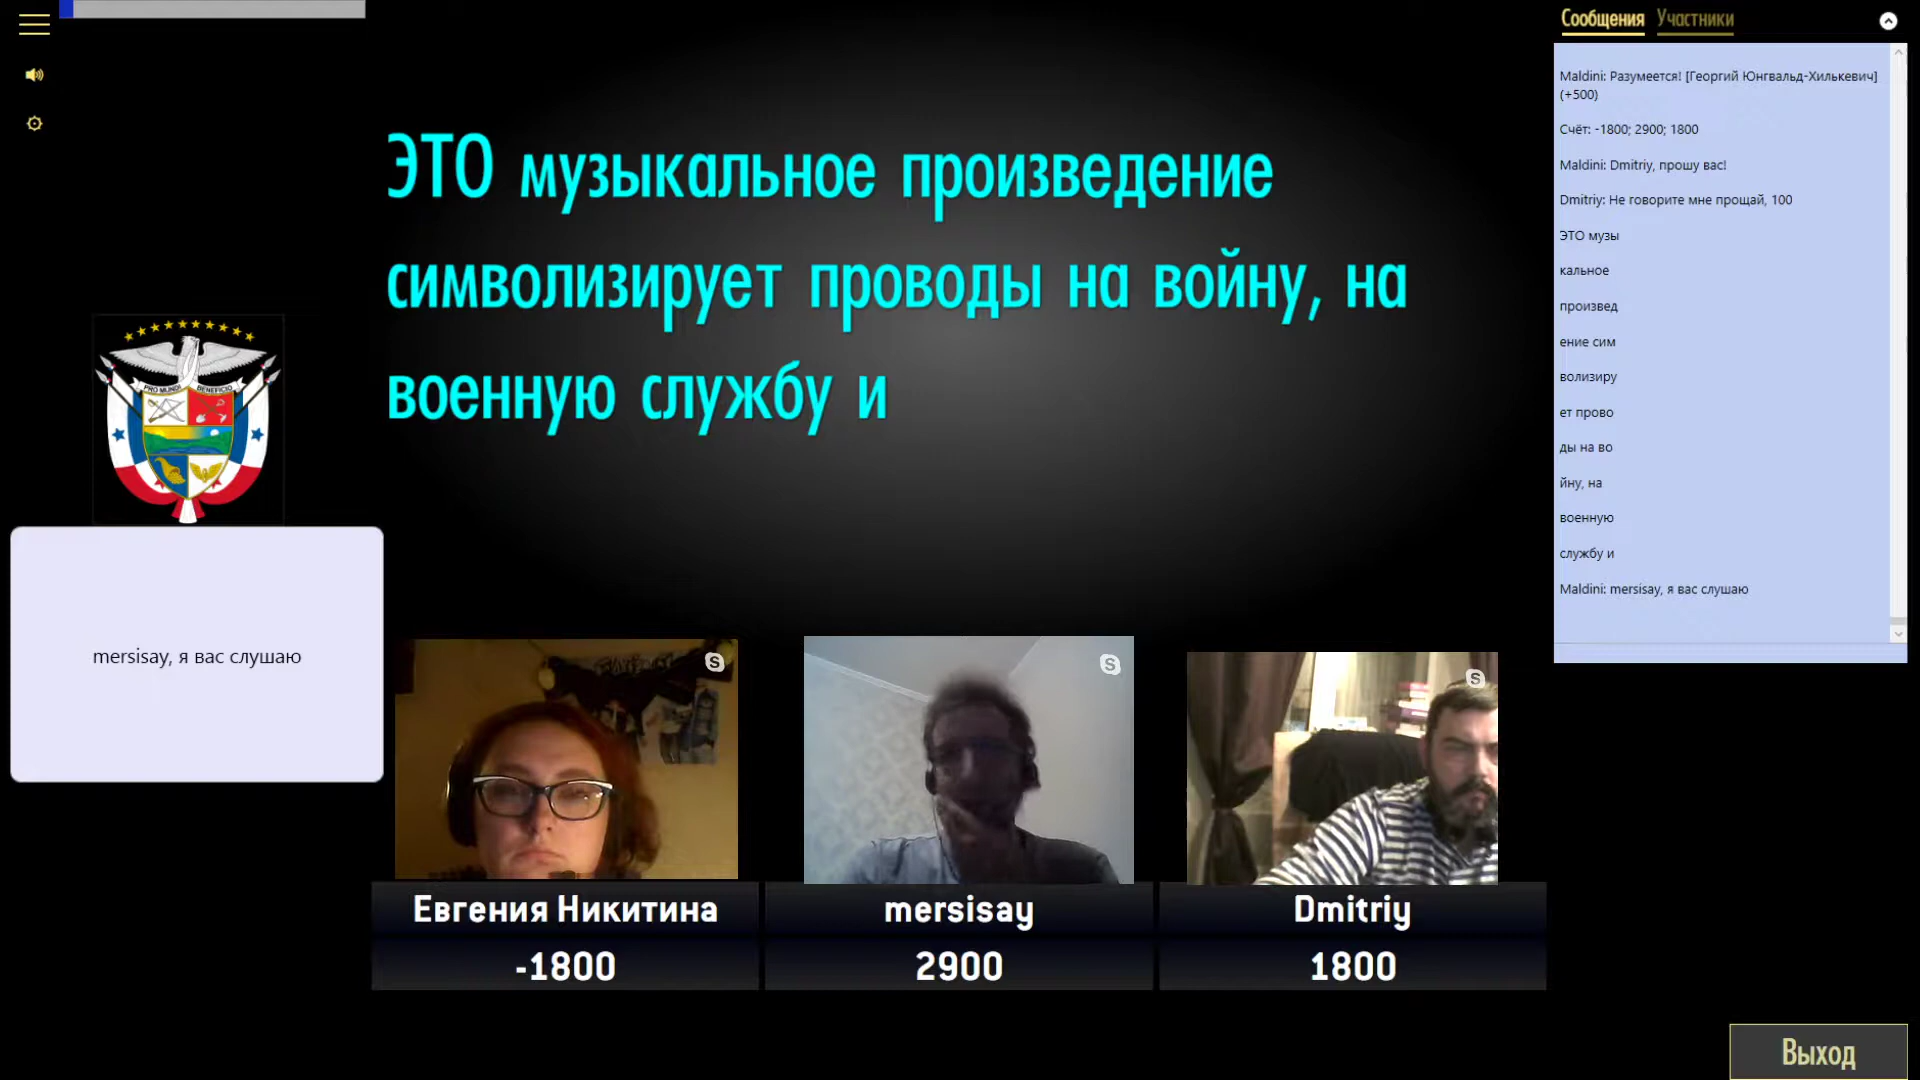 Сообщения Участники
ЭТО музыкальное произведение
символизирует проводы на войну, на
военную службу и
Maldini: Разумеется! [Георгий Юнгвальд-Хилькевич]
(+500)
Счёт: -1800; 2900; 1800
Maldini: Dmitriy, прошу вас!
Dmitriy: Не говорите мне прощай, 100
ЭТО музы
кальное
произвед
ение сим
волизиру
ет прово
ды на во
йну, на
военную
службу и
Maldini: mersisay, я вас слушаю
PRO MUNDI BENEFICIO
mersisay, я вас слушаю
S
S
S
Евгения Никитина
-1800
mersisay
2900
Dmitriy
1800
Выход